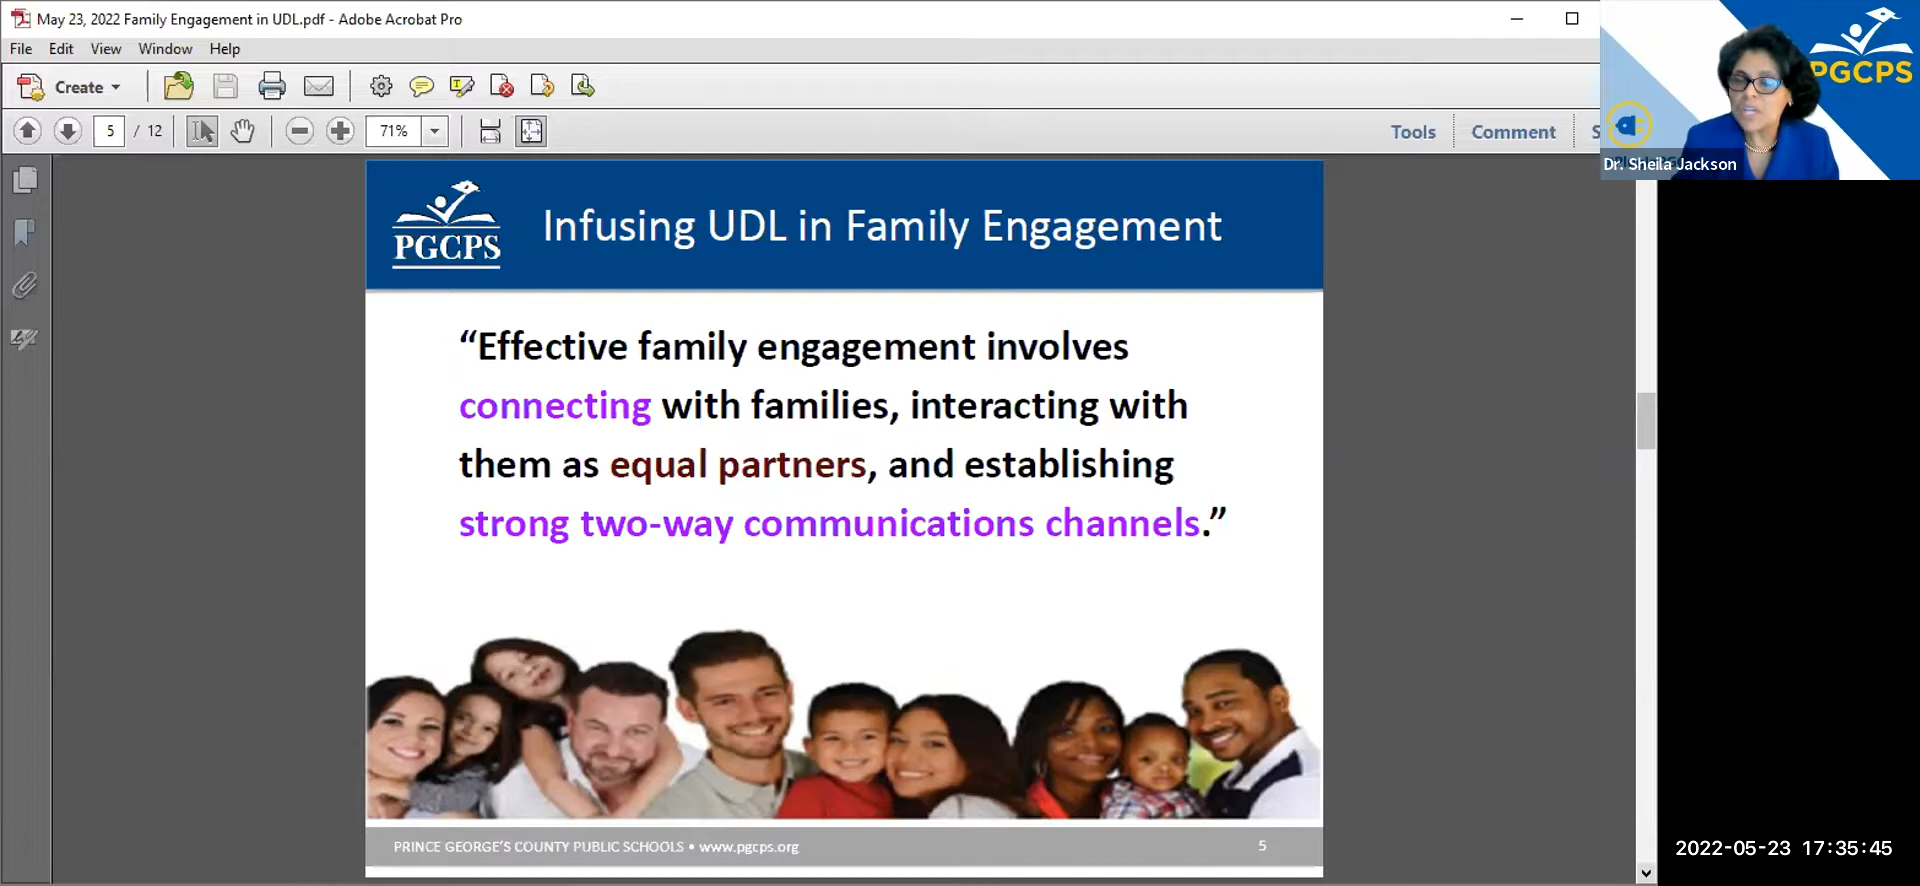 May 23, 2022 Family Engagement in UDL.pdf - Adobe Acrobat Pro
File Edit View Window Help
Create
5 / 12 71% Tools Comment
PGCPS
Dr. Sheila Jackson
PGCPS
Infusing UDL in Family Engagement
“Effective family engagement involves
connecting with families, interacting with
them as equal partners, and establishing
strong two-way communications channels.”
PRINCE GEORGE'S COUNTY PUBLIC SCHOOLS • www.pgcps.org 5
2022-05-23 17:35:45